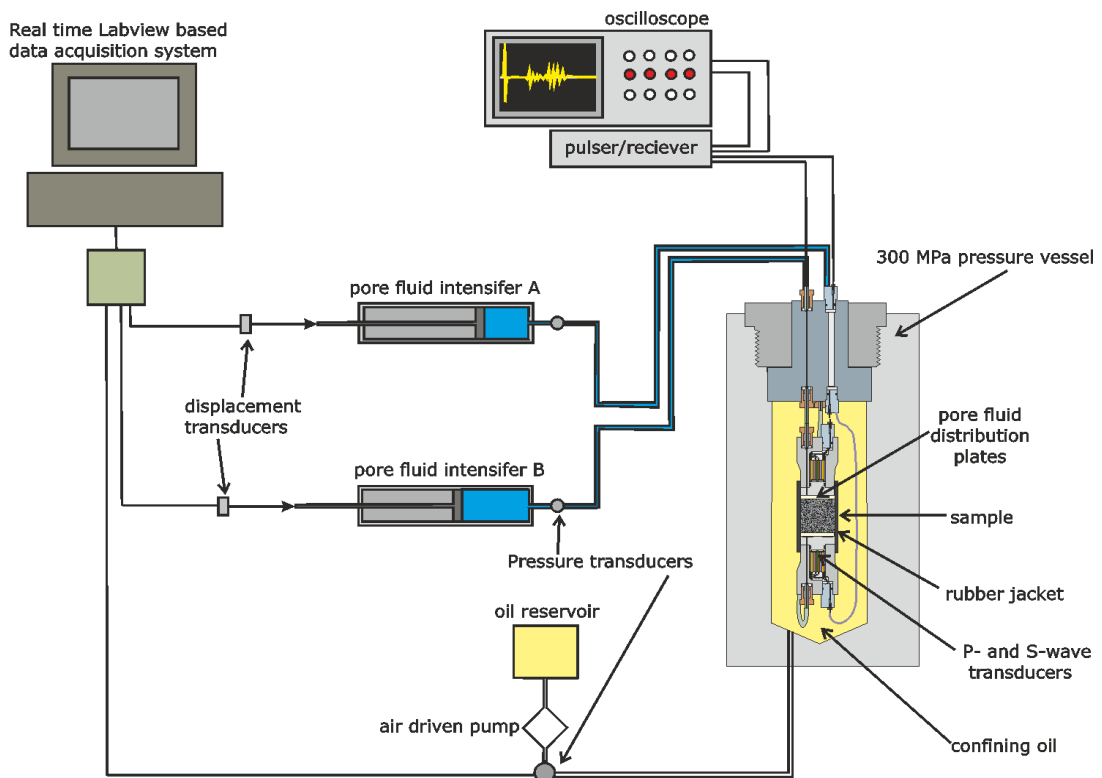 oscilloscope
Real time Labview based
data acquisition system
pulser/reciever
300 MPa pressure vessel
pore fluid intensifer A
displacement
transducers
pore fluid
distribution
plates
pore fluid intensifer B
sample
Pressure transducers
rubber jacket
oil reservoir
P- and S-wave
transducers
air driven pump
confining oil